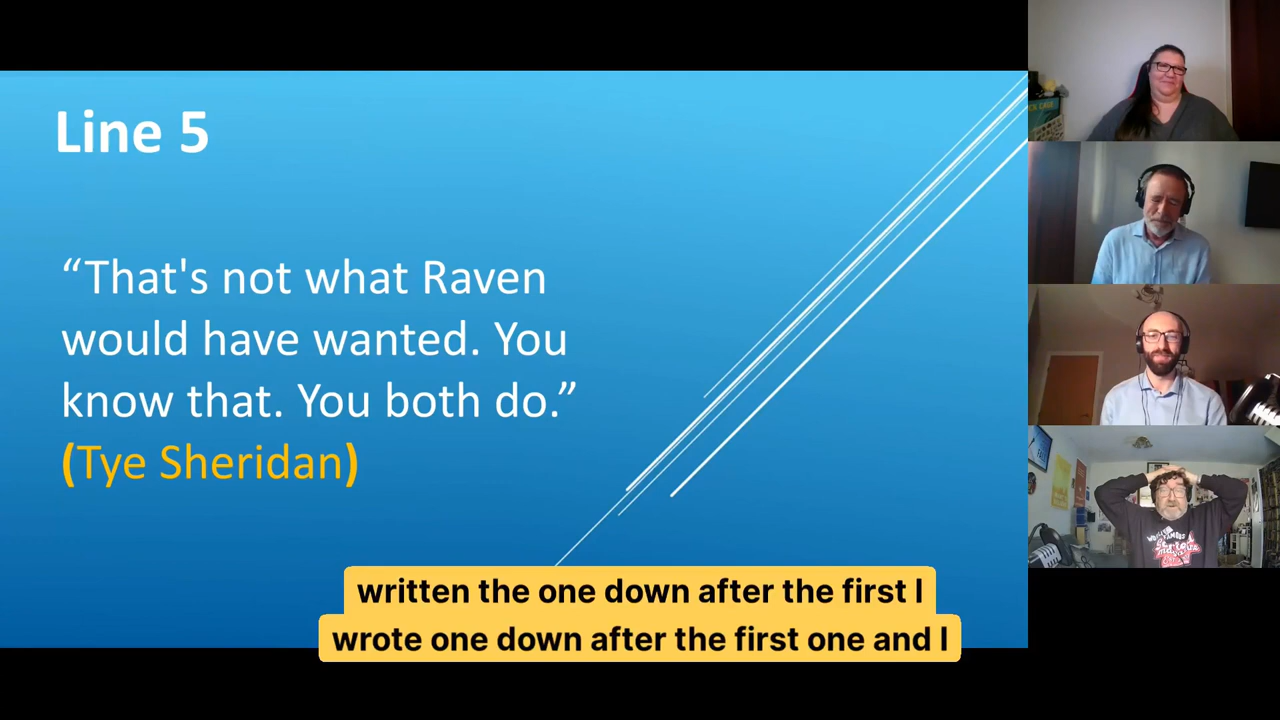 Line 5
“That's not what Raven
would have wanted. You
know that. You both do.”
(Tye Sheridan)
written the one down after the first I
wrote one down after the first one and I